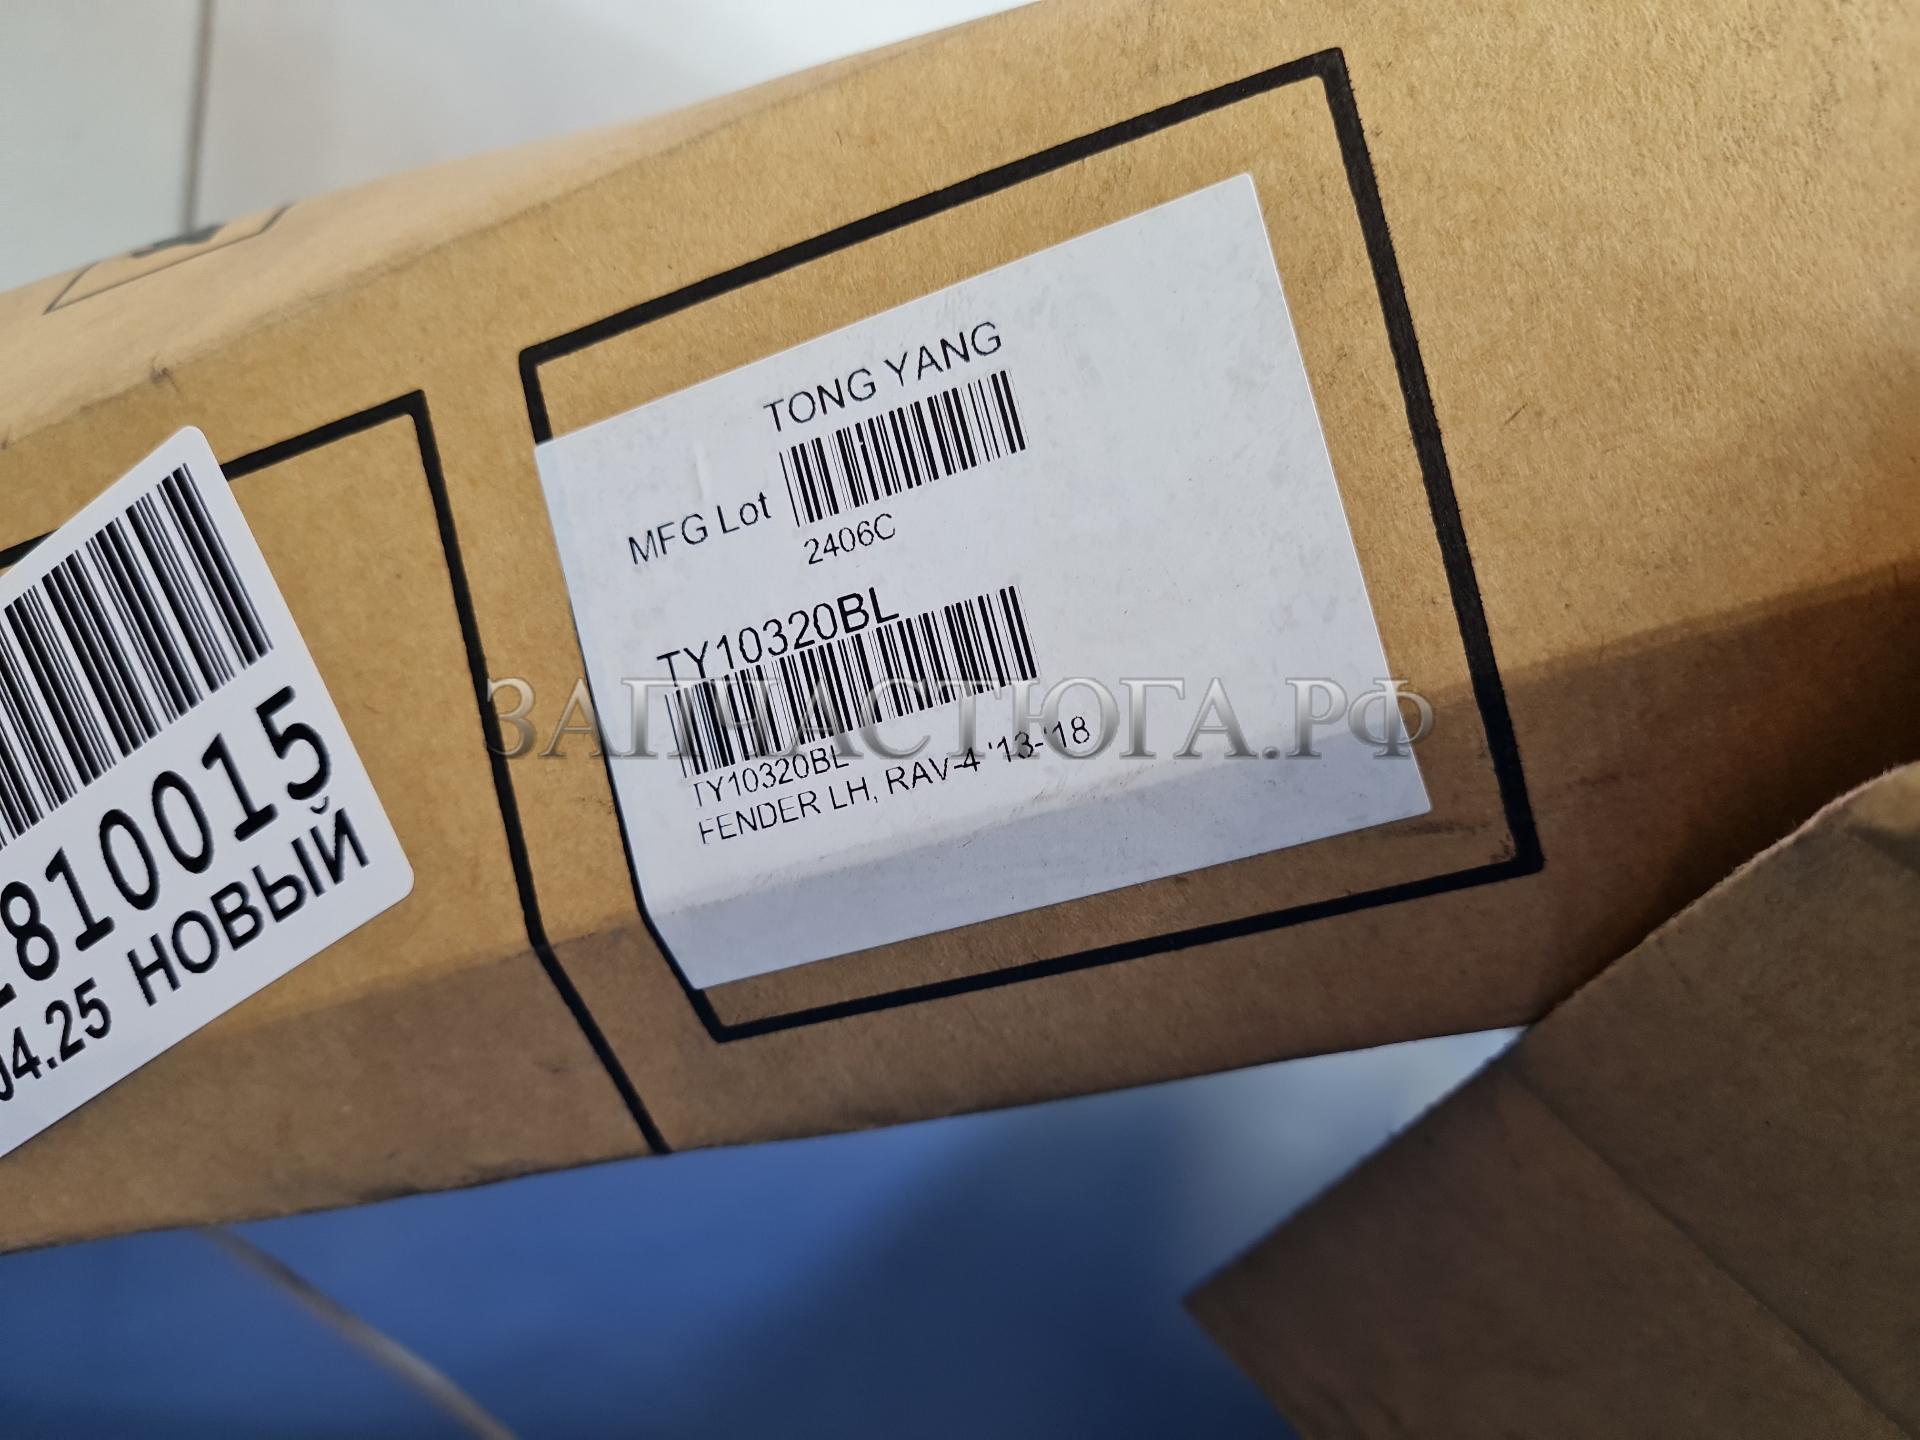 TONG YANG
MFG Lot
2406C
TY10320BL
TY10320BL
FENDER LH, RAV-4 '13-'18
ЗАПЧАСТЮГА.РФ
810015
04.25 НОВЫЙ